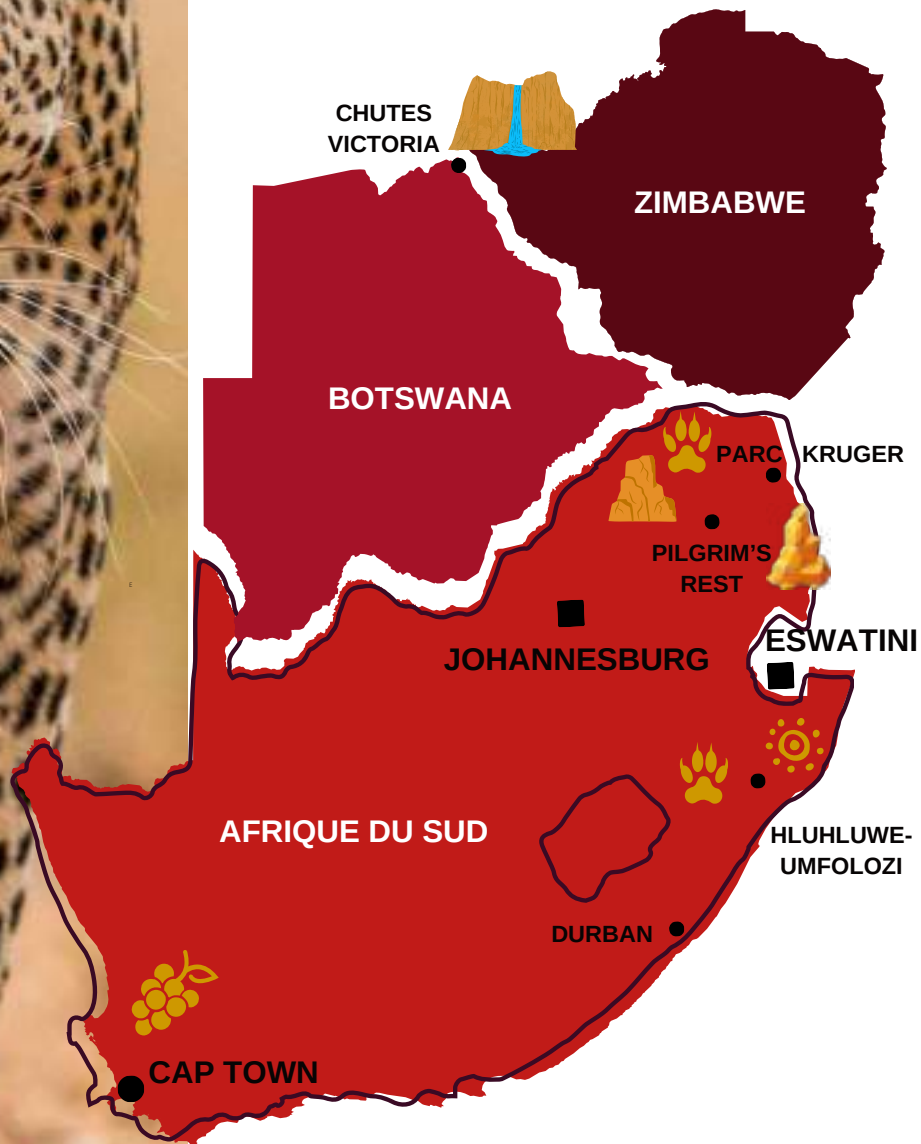 CHUTES
VICTORIA
ZIMBABWE
BOTSWANA
PARC KRUGER
PILGRIM'S
REST
ESWATINI
JOHANNESBURG
AFRIQUE DU SUD
HLUHLUWE-
UMFOLOZI
DURBAN
CAP TOWN
E